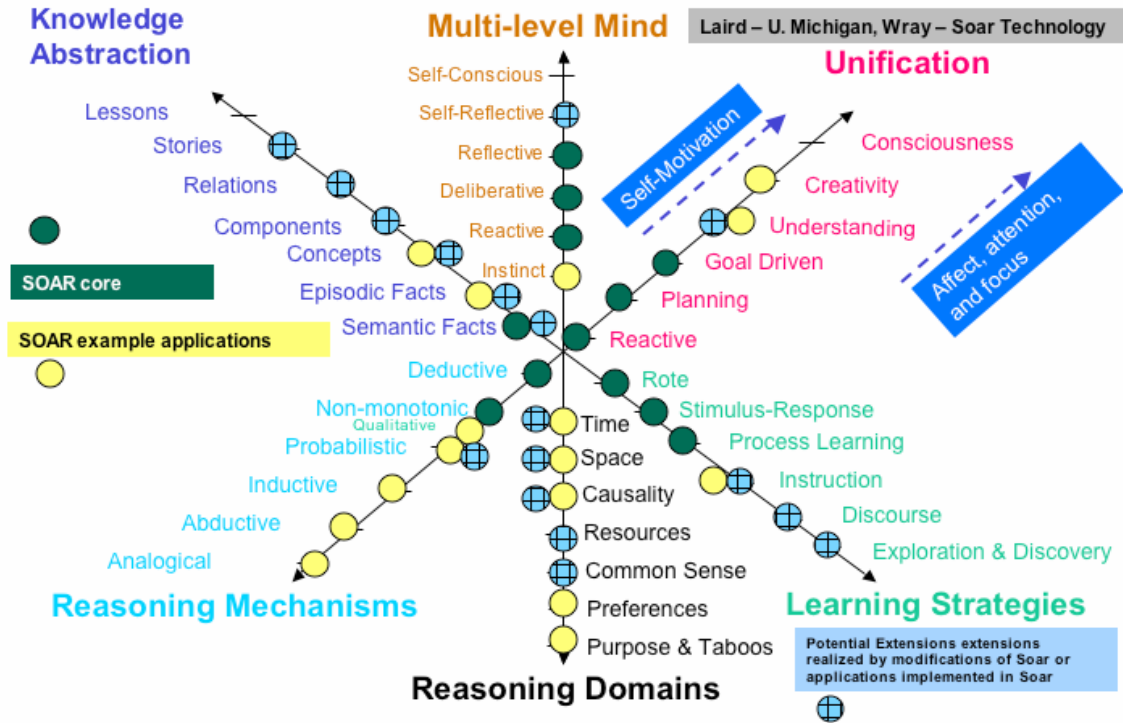 Knowledge
Abstraction
Multi-level Mind
Laird – U. Michigan, Wray – Soar Technology
Unification
Self-Conscious
Self-Reflective
Reflective
Deliberative
Reactive
Instinct
Lessons
Stories
Relations
Components
Concepts
Episodic Facts
Semantic Facts
Self-Motivation
Consciousness
Creativity
Understanding
Goal Driven
Planning
Reactive
Affect, attention,
and focus
SOAR core
SOAR example applications
Deductive
Non-monotonic
Qualitative
Probabilistic
Inductive
Abductive
Analogical
Reasoning Mechanisms
Time
Space
Causality
Resources
Common Sense
Preferences
Purpose & Taboos
Reasoning Domains
Rote
Stimulus-Response
Process Learning
Instruction
Discourse
Exploration & Discovery
Learning Strategies
Potential Extensions extensions
realized by modifications of Soar or
applications implemented in Soar